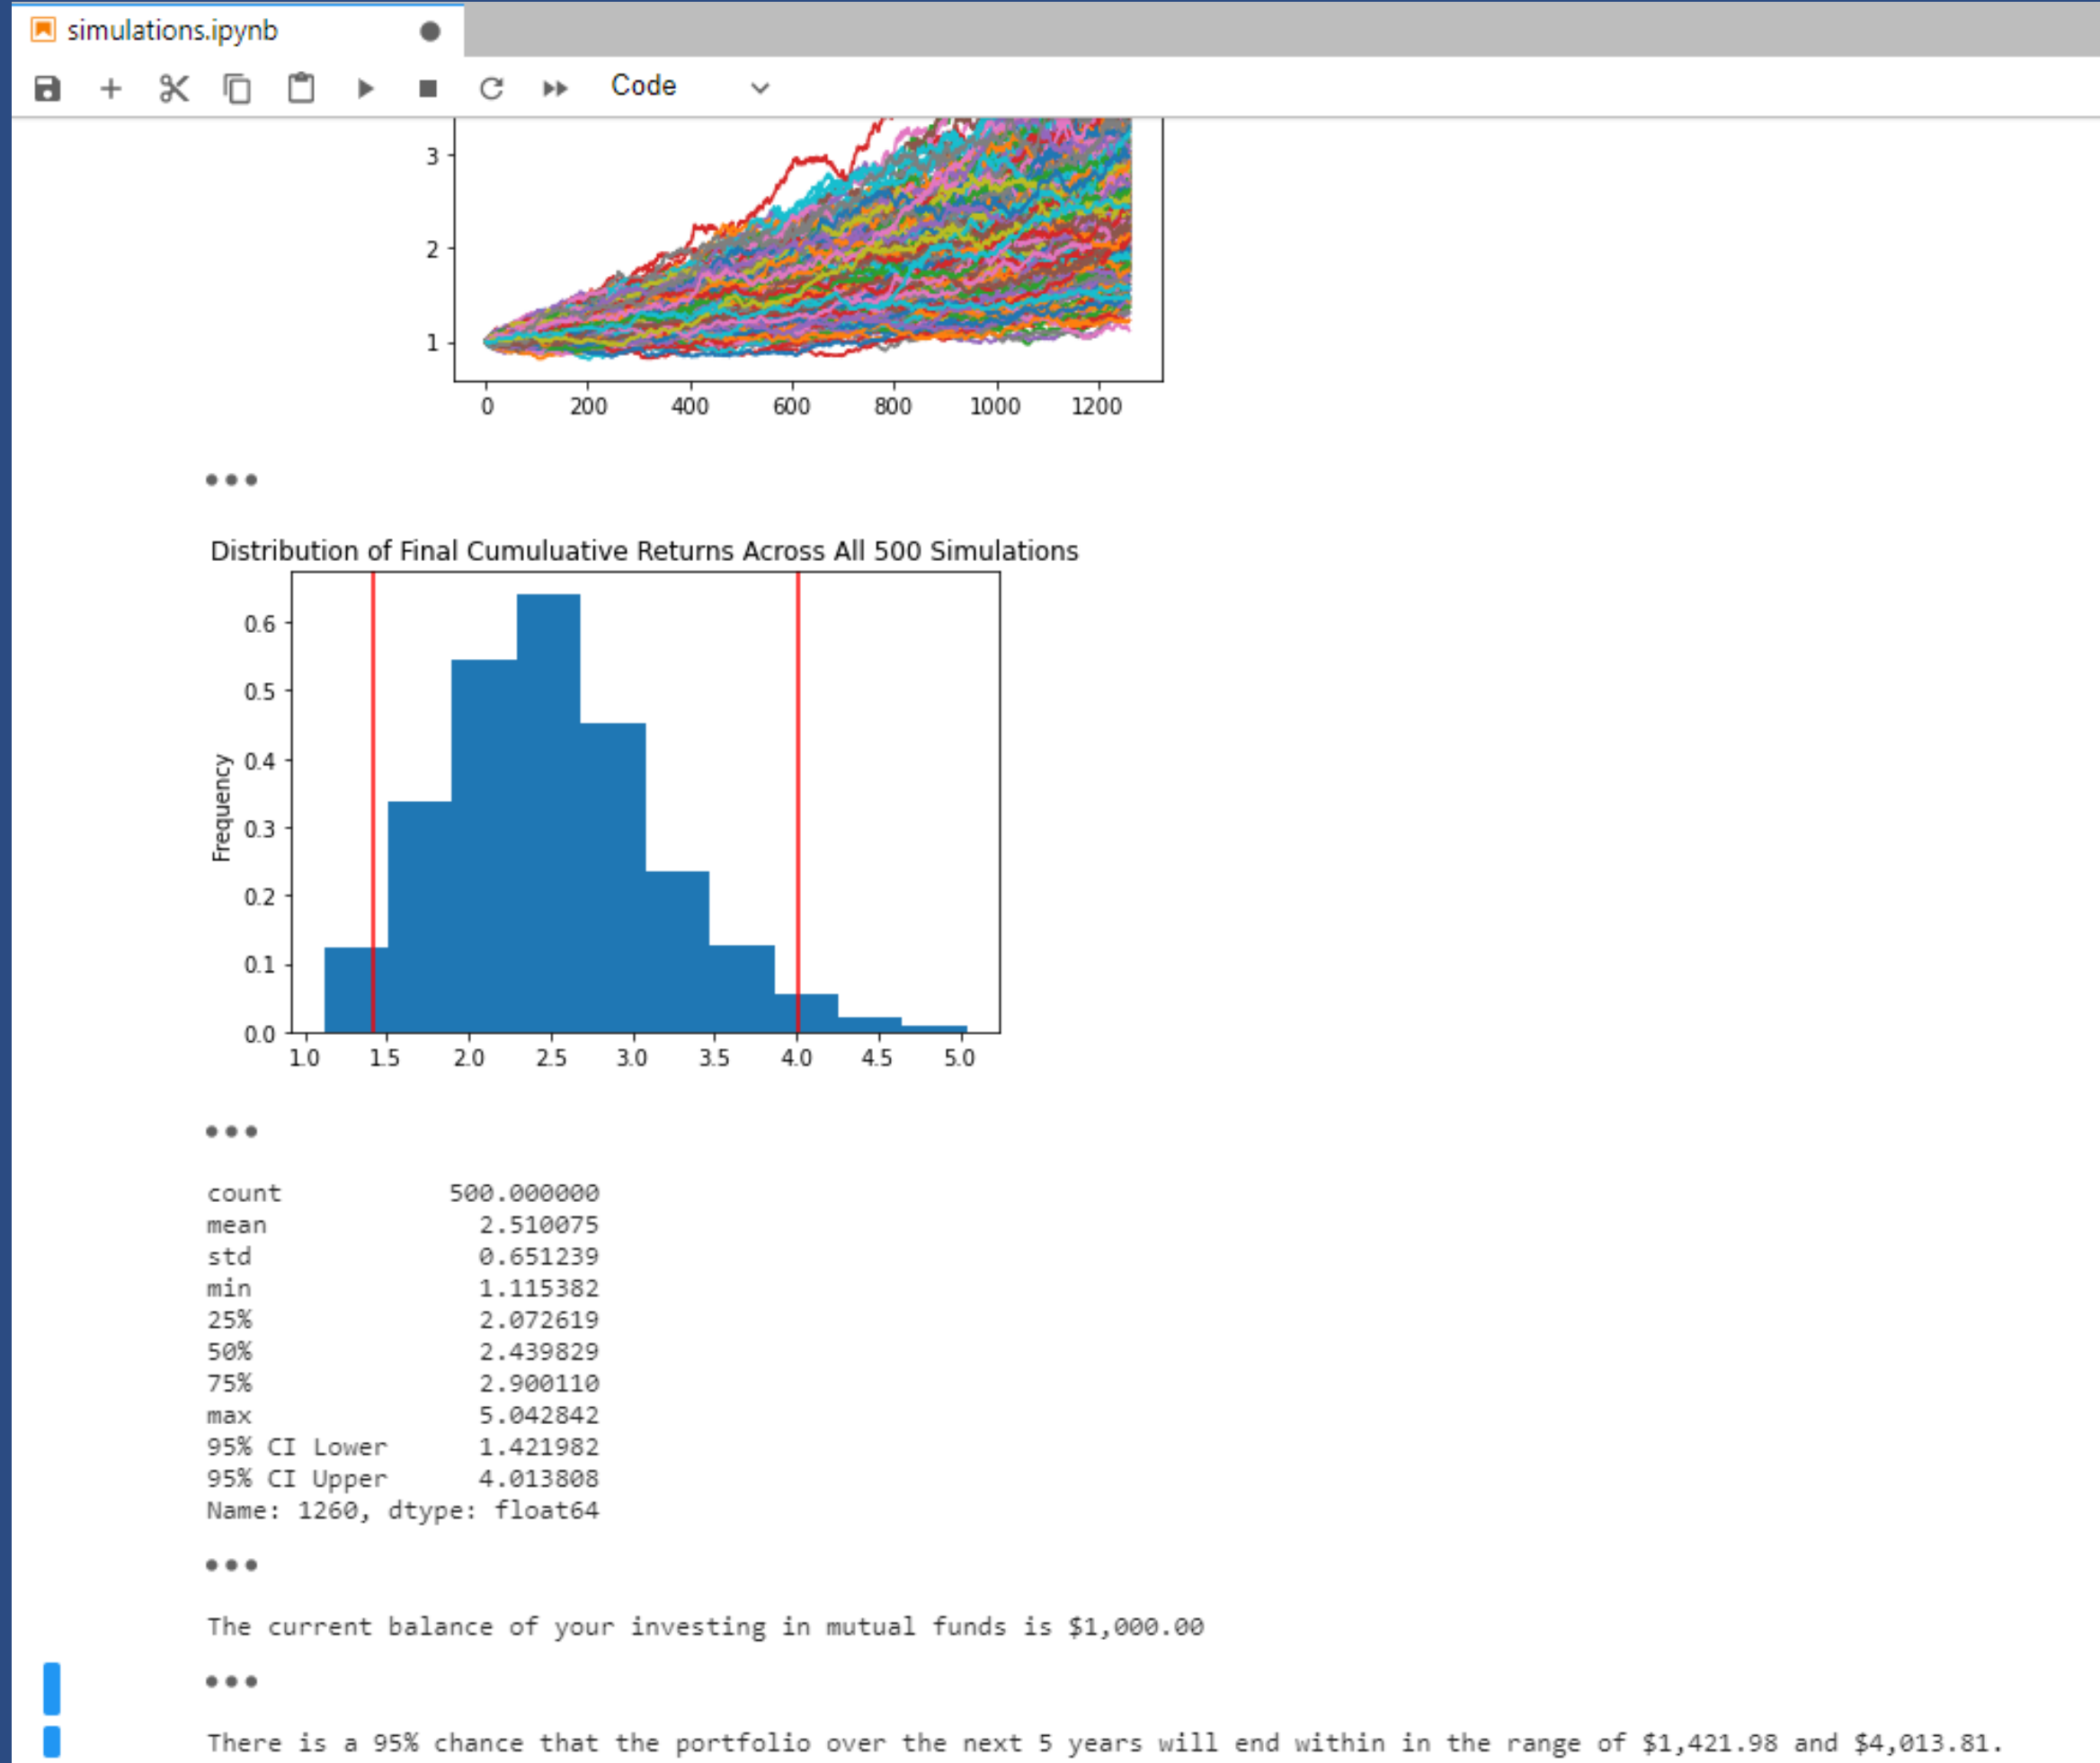 simulations.ipynb
Code
3
2
1
0 200 400 600 800 1000 1200
Distribution of Final Cumuluative Returns Across All 500 Simulations
Frequency
0.6
0.5
0.4
0.3
0.2
0.1
0.0
1.0 1.5 2.0 2.5 3.0 3.5 4.0 4.5 5.0
count 500.000000
mean 2.510075
std 0.651239
min 1.115382
25% 2.072619
50% 2.439829
75% 2.900110
max 5.042842
95% CI Lower 1.421982
95% CI Upper 4.013808
Name: 1260, dtype: float64
The current balance of your investing in mutual funds is $1,000.00
There is a 95% chance that the portfolio over the next 5 years will end within in the range of $1,421.98 and $4,013.81.